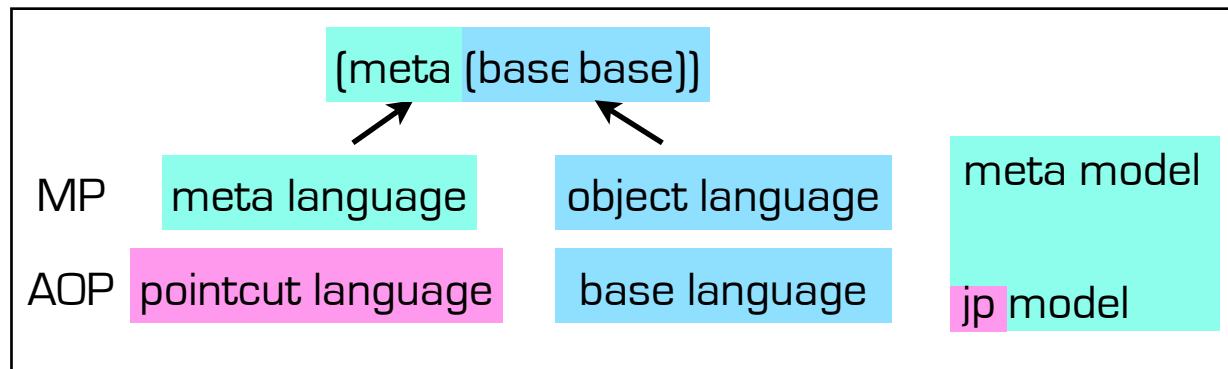 (meta (base base))
MP meta language object language meta model
AOP pointcut language base language jp model